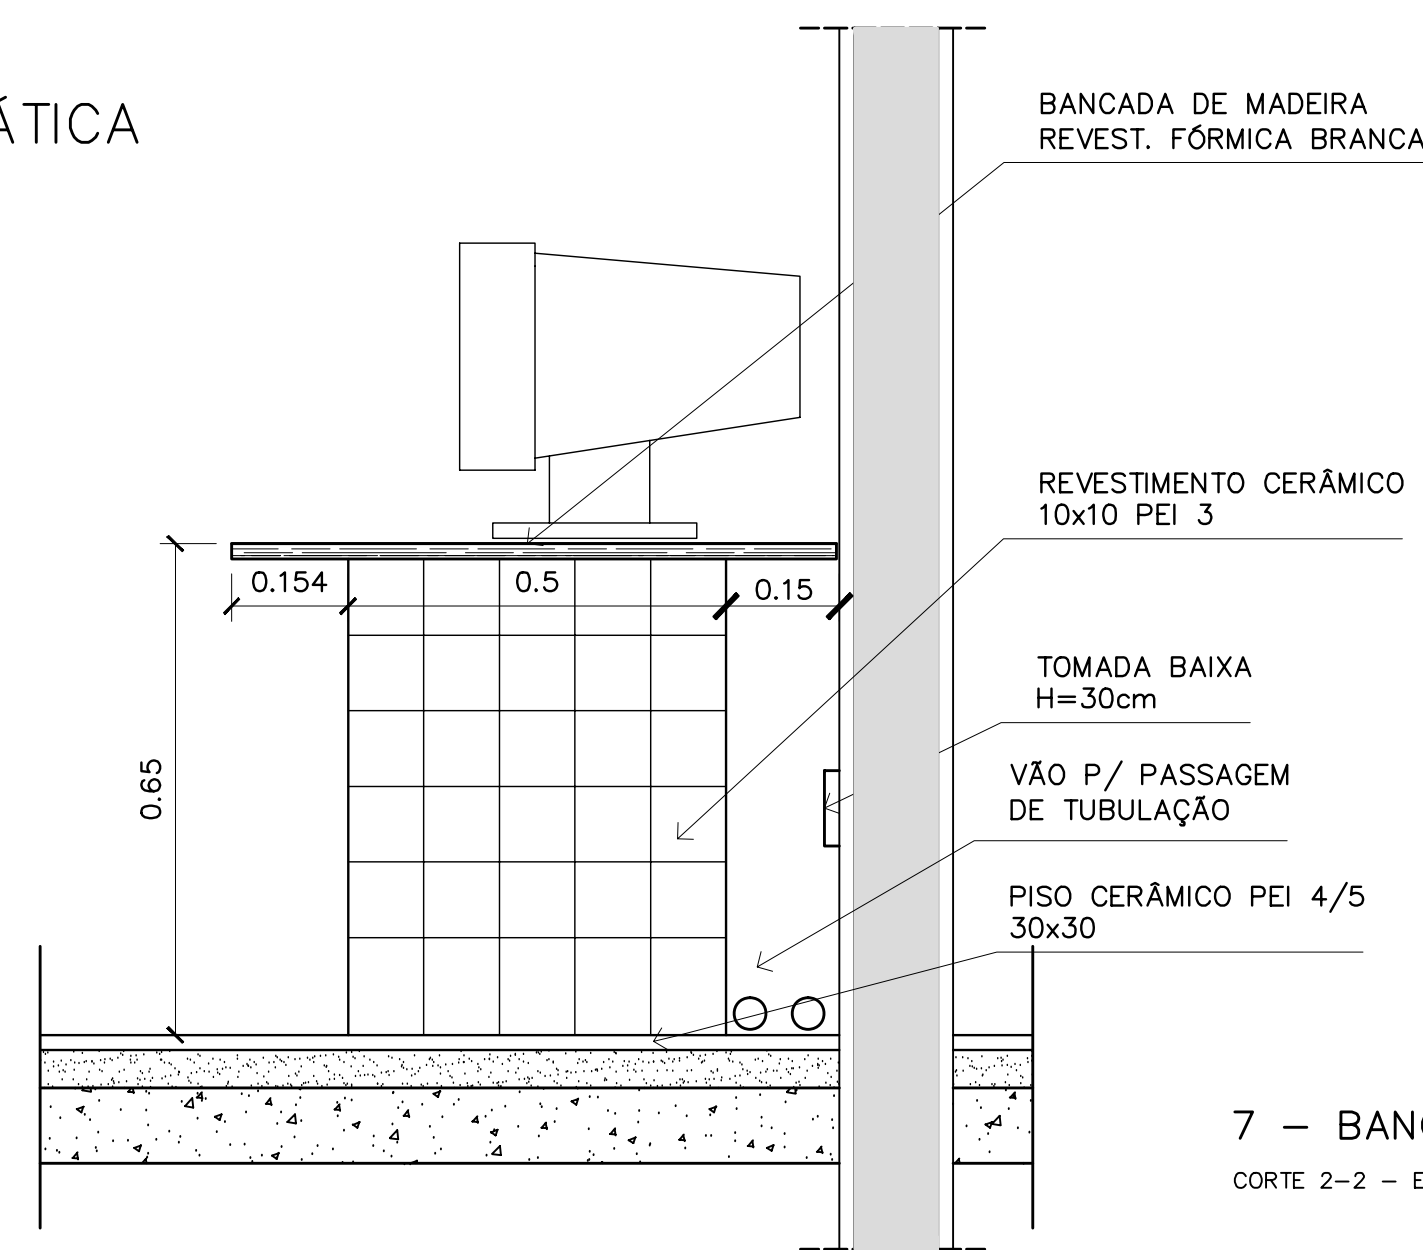 ÁTICA
BANCADA DE MADEIRA
REVEST. FÓRMICA BRANCA
REVESTIMENTO CERÂMICO
10x10 PEI 3
0.154
0.5
0.15
TOMADA BAIXA
H=30cm
0.65
VÃO P/ PASSAGEM
DE TUBULAÇÃO
PISO CERÂMICO PEI 4/5
30x30
7 – BAN
CORTE 2–2 – E